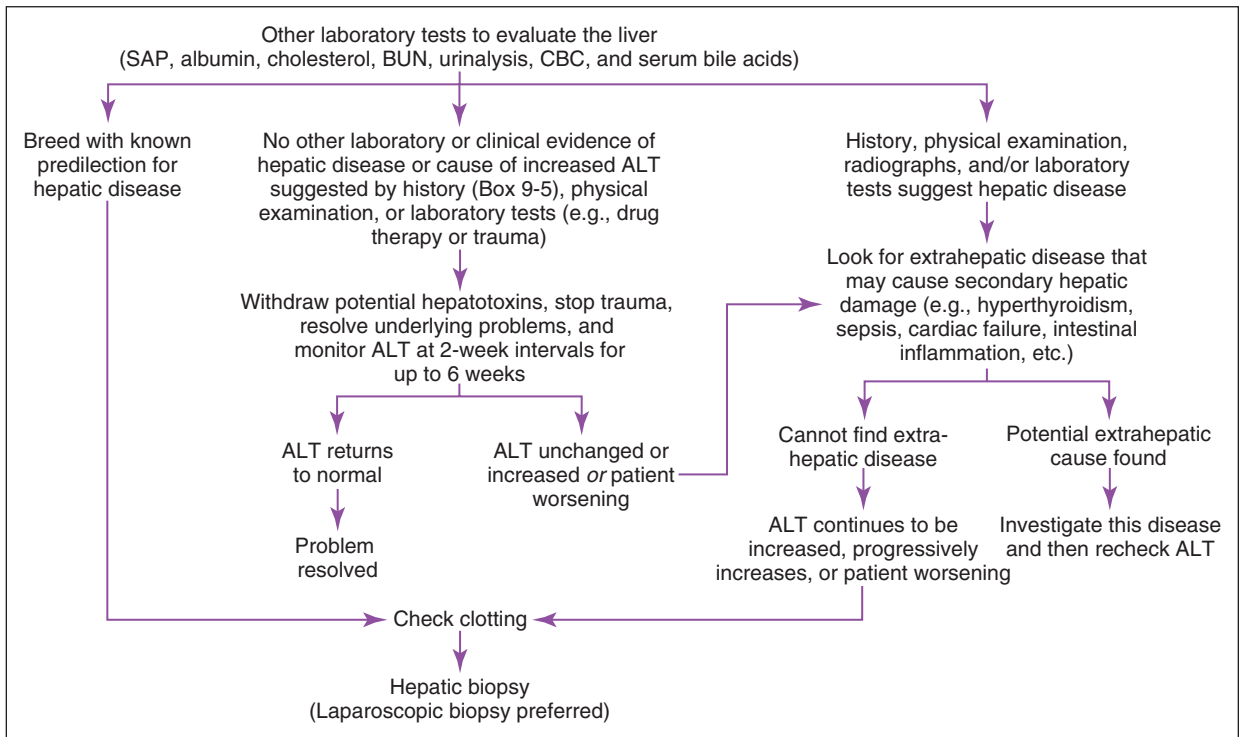 Other laboratory tests to evaluate the liver
(SAP, albumin, cholesterol, BUN, urinalysis, CBC, and serum bile acids)
Breed with known
predilection for
hepatic disease
No other laboratory or clinical evidence of
hepatic disease or cause of increased ALT
suggested by history (Box 9-5), physical
examination, or laboratory tests (e.g., drug
therapy or trauma)
History, physical examination,
radiographs, and/or laboratory
tests suggest hepatic disease
Withdraw potential hepatotoxins, stop trauma,
resolve underlying problems, and
monitor ALT at 2-week intervals for
up to 6 weeks
Look for extrahepatic disease that
may cause secondary hepatic
damage (e.g., hyperthyroidism,
sepsis, cardiac failure, intestinal
inflammation, etc.)
ALT returns
to normal
ALT unchanged or
increased or patient
worsening
Cannot find extra-
hepatic disease
Potential extrahepatic
cause found
Problem
resolved
ALT continues to be
increased, progressively
increases, or patient worsening
Investigate this disease
and then recheck ALT
Check clotting
Hepatic biopsy
(Laparoscopic biopsy preferred)